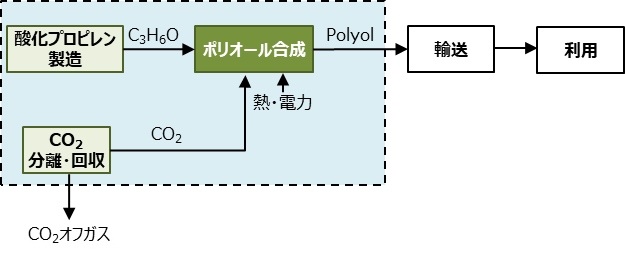 酸化プロピレン
製造
C₃H₆O
ポリオール合成
Polyol
輸送
利用
熱・電力
CO₂
分離・回収
CO₂
CO₂オフガス